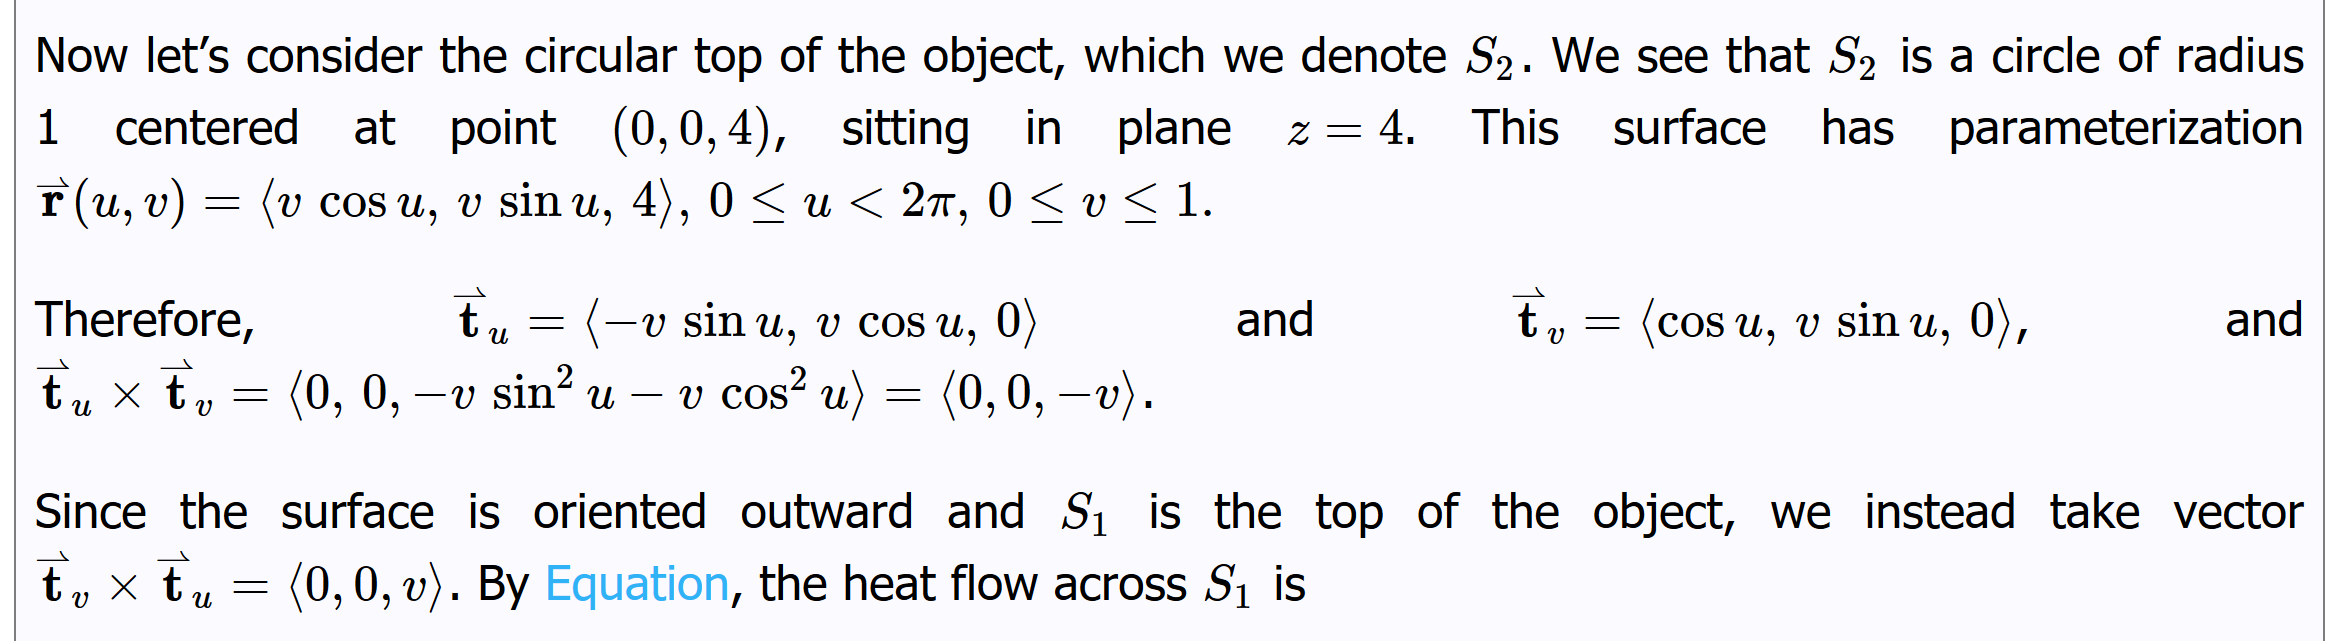 Now let’s consider the circular top of the object, which we denote S₂. We see that S₂ is a circle of radius
1 centered at point (0, 0, 4), sitting in plane z = 4. This surface has parameterization
r⃗(u, v) = ⟨v cos u, v sin u, 4⟩, 0 ≤ u < 2π, 0 ≤ v ≤ 1.
Therefore, t⃗ᵤ = ⟨−v sin u, v cos u, 0⟩ and t⃗ᵥ = ⟨cos u, v sin u, 0⟩, and
t⃗ᵤ × t⃗ᵥ = ⟨0, 0, −v sin² u − v cos² u⟩ = ⟨0, 0, −v⟩.
Since the surface is oriented outward and S₁ is the top of the object, we instead take vector
t⃗ᵥ × t⃗ᵤ = ⟨0, 0, v⟩. By Equation, the heat flow across S₁ is